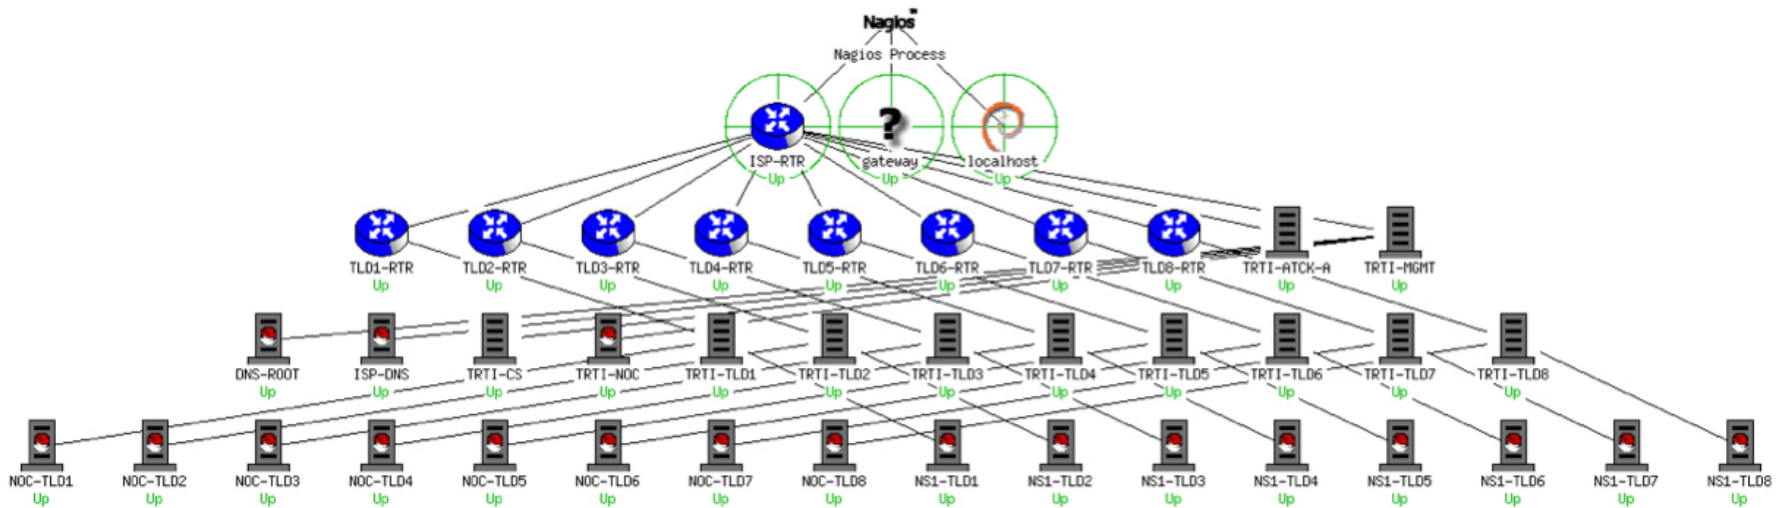 Nagios™
Nagios Process
ISP-RTR gateway localhost
Up Up Up
TLD1-RTR TLD2-RTR TLD3-RTR TLD4-RTR TLD5-RTR TLD6-RTR TLD7-RTR TLD8-RTR TRTI-ATCK-A TRTI-MGMT
Up Up Up Up Up Up Up Up Up Up
DNS-ROOT ISP-DNS TRTI-CS TRTI-NOC TRTI-TLD1 TRTI-TLD2 TRTI-TLD3 TRTI-TLD4 TRTI-TLD5 TRTI-TLD6 TRTI-TLD7 TRTI-TLD8
Up Up Up Up Up Up Up Up Up Up Up Up
NOC-TLD1 NOC-TLD2 NOC-TLD3 NOC-TLD4 NOC-TLD5 NOC-TLD6 NOC-TLD7 NOC-TLD8 NS1-TLD1 NS1-TLD2 NS1-TLD3 NS1-TLD4 NS1-TLD5 NS1-TLD6 NS1-TLD7 NS1-TLD8
Up Up Up Up Up Up Up Up Up Up Up Up Up Up Up Up